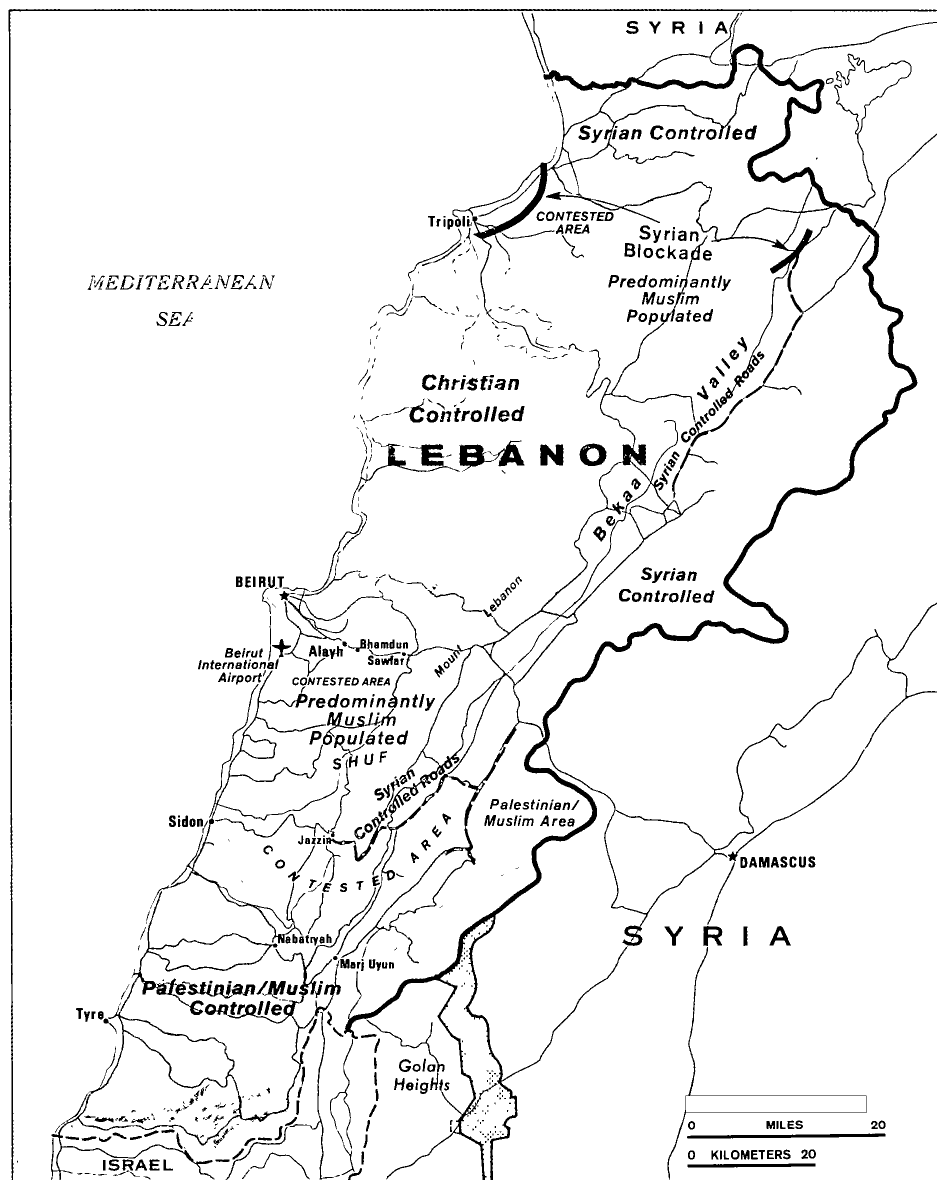 SYRIA
Syrian Controlled
Tripoli
CONTESTED
AREA
Syrian
Blockade
MEDITERRANEAN
SEA
Predominantly
Muslim
Populated
Christian
Controlled
Valley
Syrian Controlled Roads
LEBANON
Bekaa
Syrian
Controlled
BEIRUT
Lebanon
Mount
Alayh
Bhamdun
Sawfar
Beirut
International
Airport
CONTESTED AREA
Predominantly
Muslim
Populated
SHUF
Syrian
Controlled Roads
Palestinian/
Muslim Area
Sidon
Jazzin
CONTESTED AREA
DAMASCUS
SYRIA
Nabatiyah
Marj Uyun
Palestinian/Muslim
Controlled
Tyre
Golan
Heights
ISRAEL
0 MILES 20
0 KILOMETERS 20